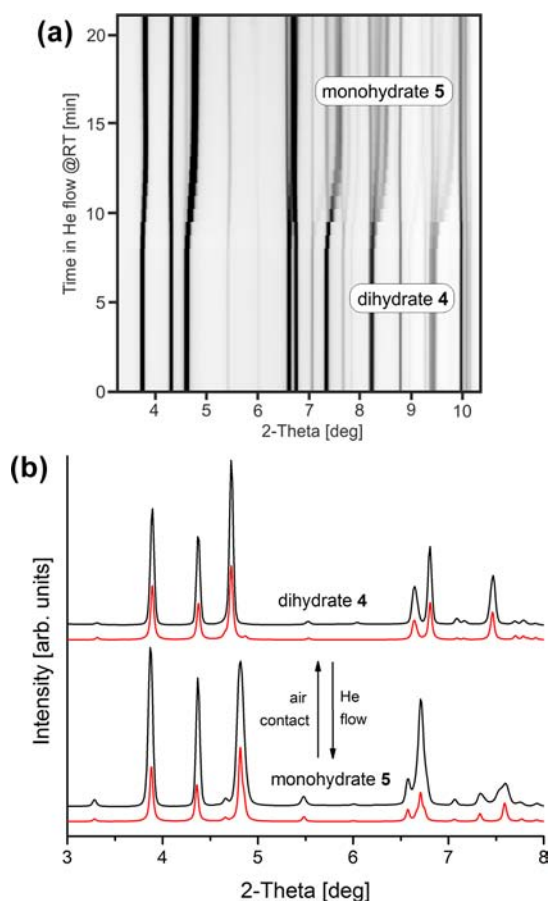 (a)
20
15
10
5
0
Time in He flow @RT [min]
monohydrate 5
dihydrate 4
4 5 6 7 8 9 10
2-Theta [deg]
(b)
Intensity [arb. units]
dihydrate 4
air He
contact flow
monohydrate 5
3 4 5 6 7 8
2-Theta [deg]